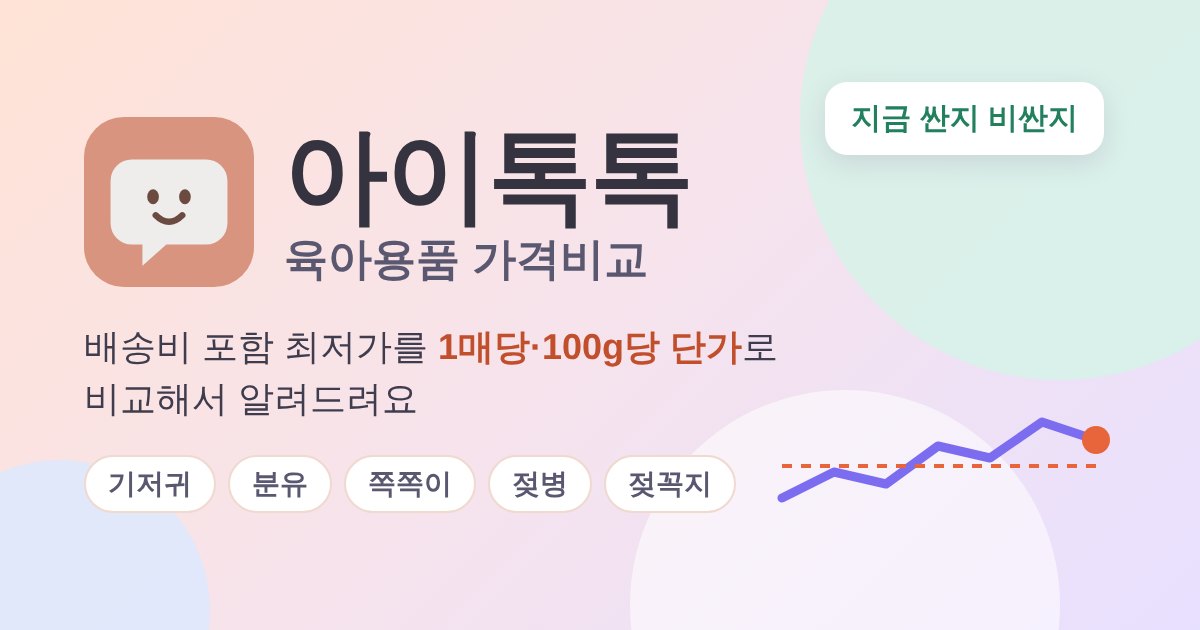 지금 싼지 비싼지
아이톡톡
육아용품 가격비교
배송비 포함 최저가를 1매당·100g당 단가로
비교해서 알려드려요
기저귀
분유
쪽쪽이
젖병
젖꼭지